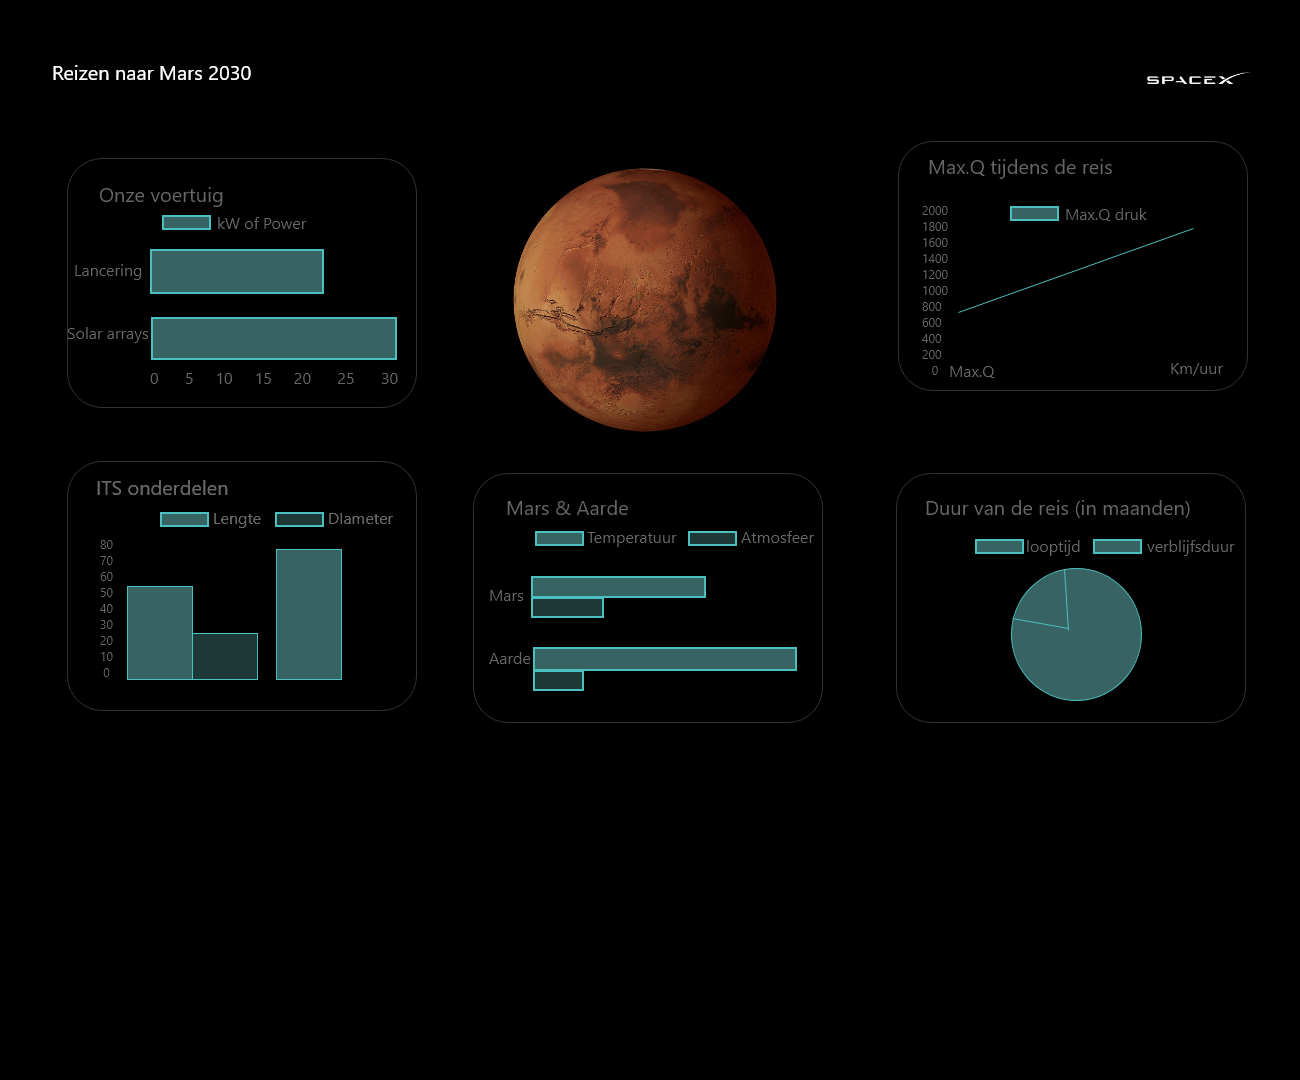 Reizen naar Mars 2030
SPACEX
Onze voertuig
kW of Power
Lancering
Solar arrays
0 5 10 15 20 25 30
Max.Q tijdens de reis
Max.Q druk
2000
1800
1600
1400
1200
1000
800
600
400
200
0
Max.Q
Km/uur
ITS onderdelen
Lengte
DIameter
80
70
60
50
40
30
20
10
0
Mars & Aarde
Temperatuur
Atmosfeer
Mars
Aarde
Duur van de reis (in maanden)
looptijd
verblijfsduur